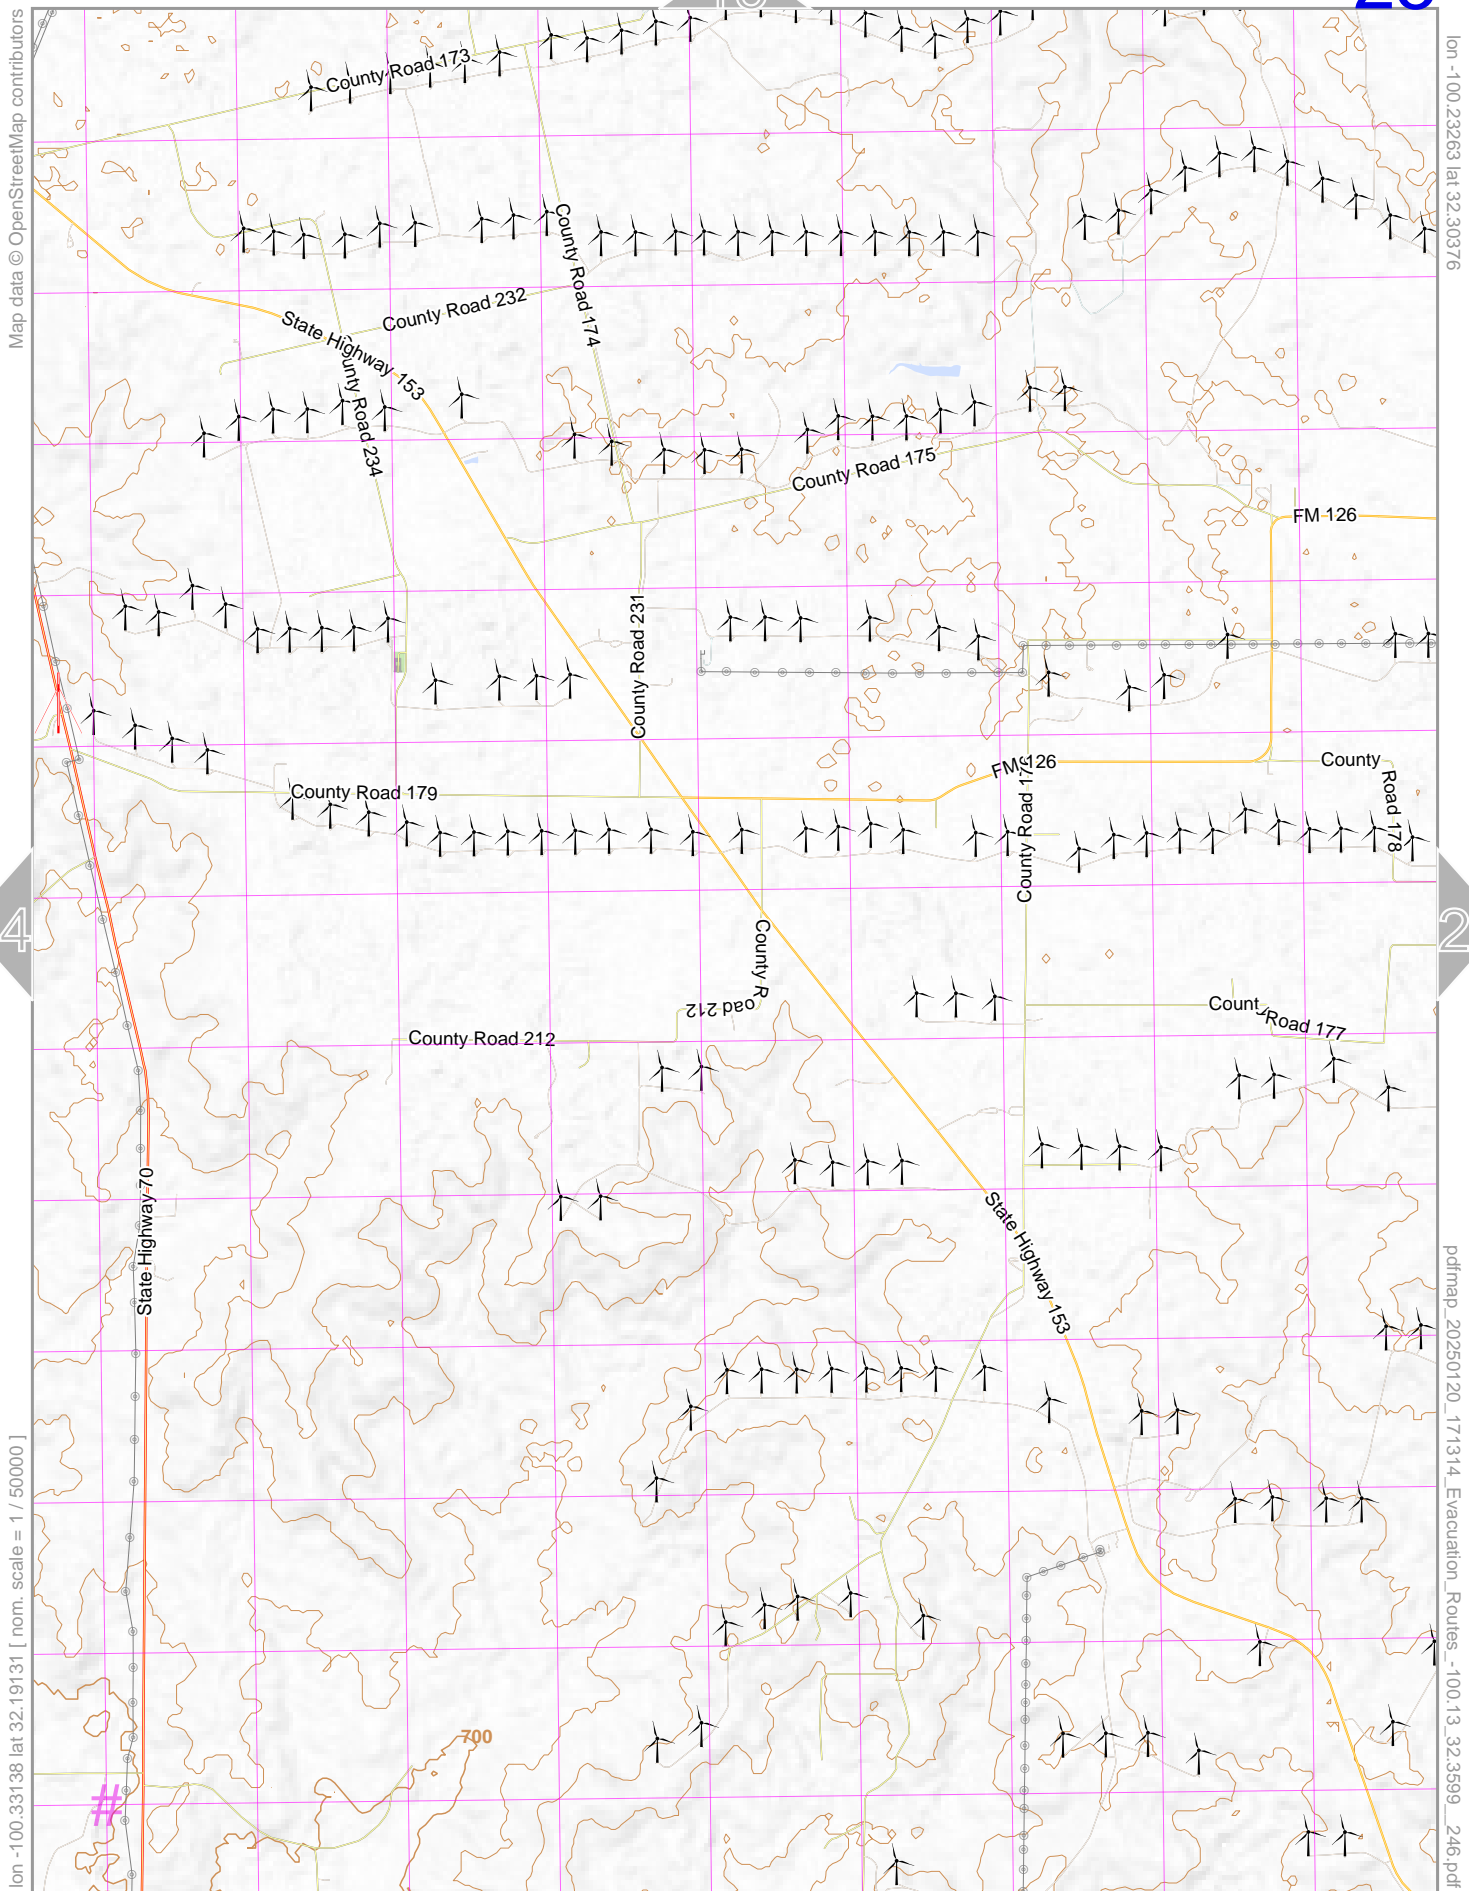 Map data © OpenStreetMap contributors
lon -100.23263 lat 32.30376
County Road 173
County Road 174
County Road 232
State Highway 153
County Road 234
County Road 175
FM 126
County Road 231
FM 126
County Road 179
County Road 178
County Road 212
County Road 212
County Road 177
4
2
State Highway 70
State Highway 153
700
#
lon -100.33138 lat 32.19131 [ nom. scale = 1 / 50000 ]
pdfmap_20250120_171314_Evacuation_Routes_-100.13_32.3599__246.pdf